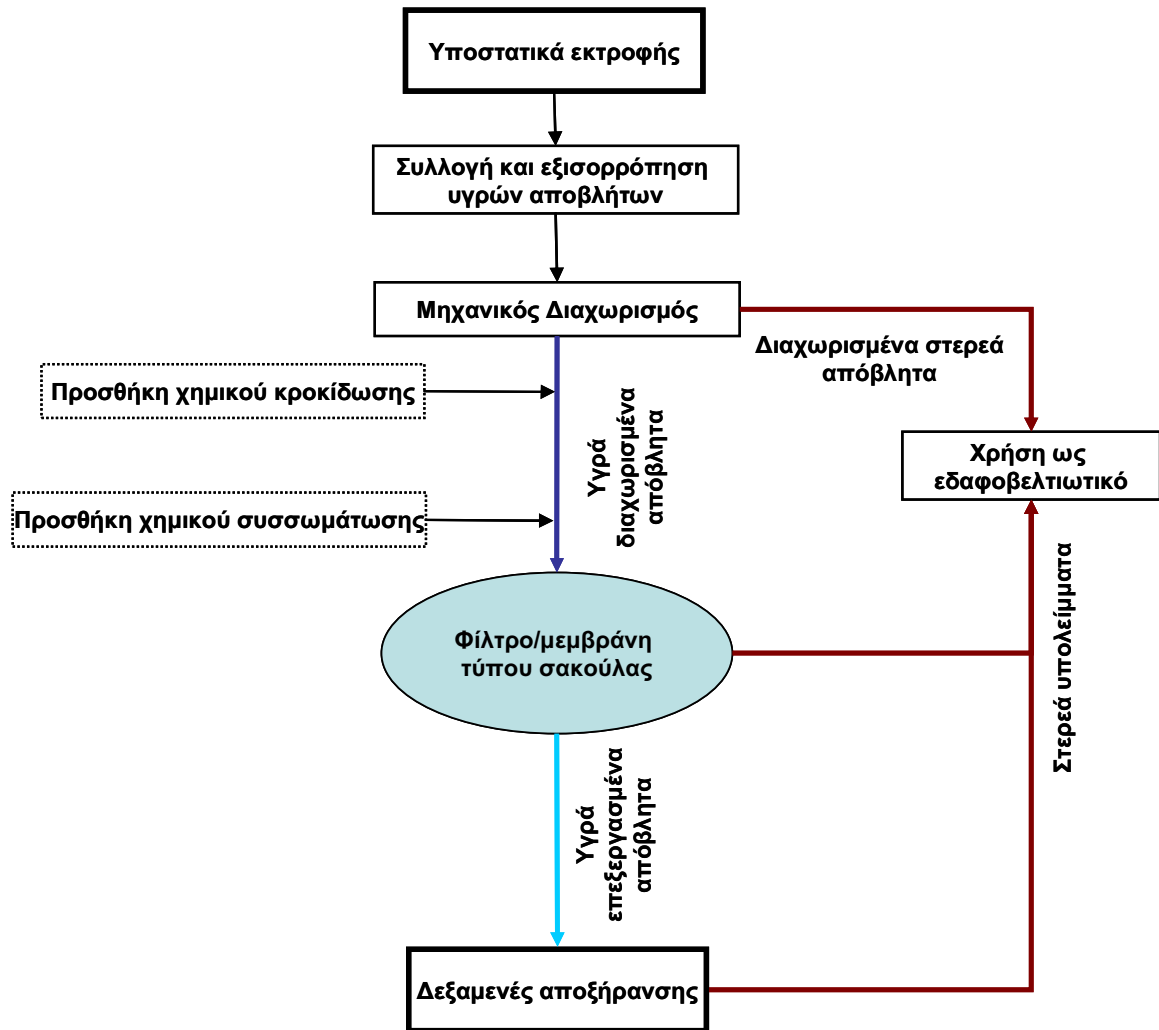 Υποστατικά εκτροφής
Συλλογή και εξισορρόπηση
υγρών αποβλήτων
Μηχανικός Διαχωρισμός
Διαχωρισμένα στερεά
απόβλητα
Προσθήκη χημικού κροκίδωσης
Υγρά
διαχωρισμένα
απόβλητα
Χρήση ως
εδαφοβελτιωτικό
Προσθήκη χημικού συσσωμάτωσης
Φίλτρο/μεμβράνη
τύπου σακούλας
Στερεά υπολείμματα
Υγρά
επεξεργασμένα
απόβλητα
Δεξαμενές αποξήρανσης